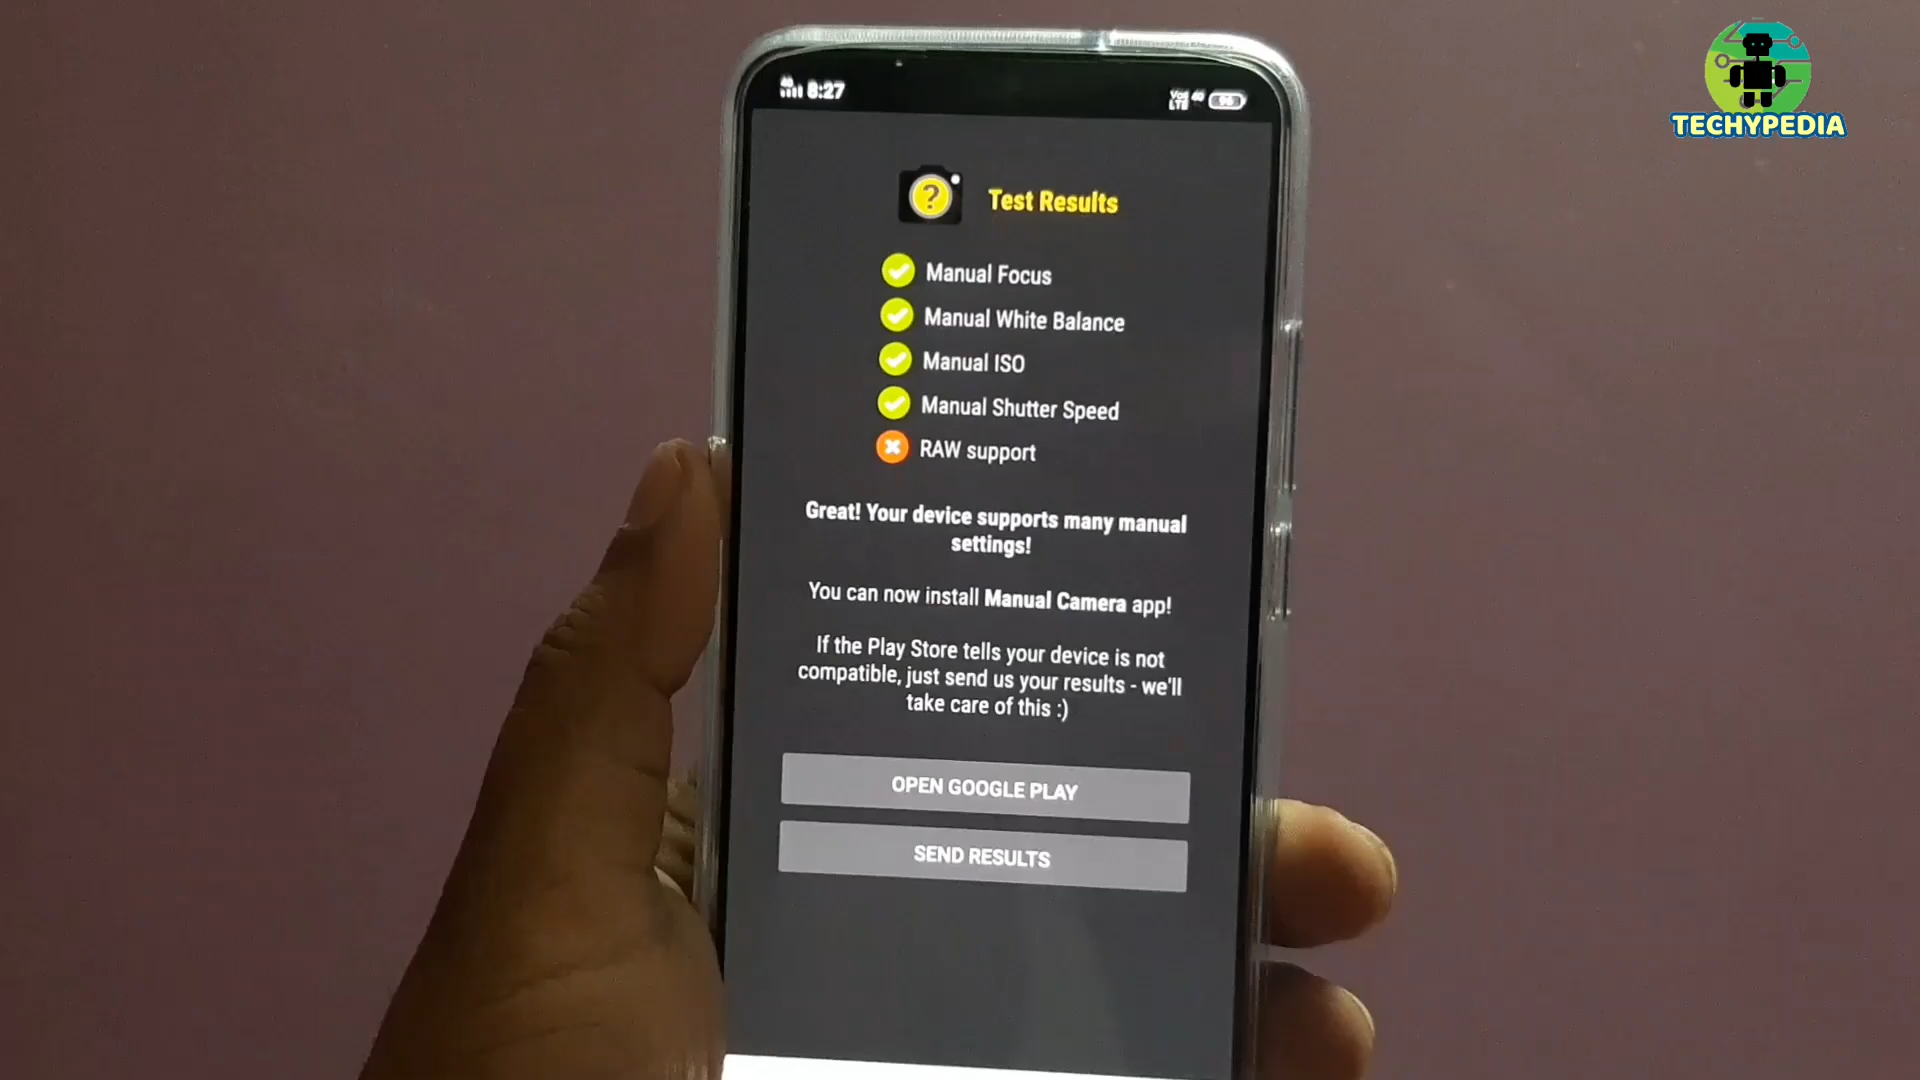 8:27
TECHYPEDIA
Test Results
Manual Focus
Manual White Balance
Manual ISO
Manual Shutter Speed
RAW support
Great! Your device supports many manual
settings!
You can now install Manual Camera app!
If the Play Store tells your device is not
compatible, just send us your results - we'll
take care of this :)
OPEN GOOGLE PLAY
SEND RESULTS